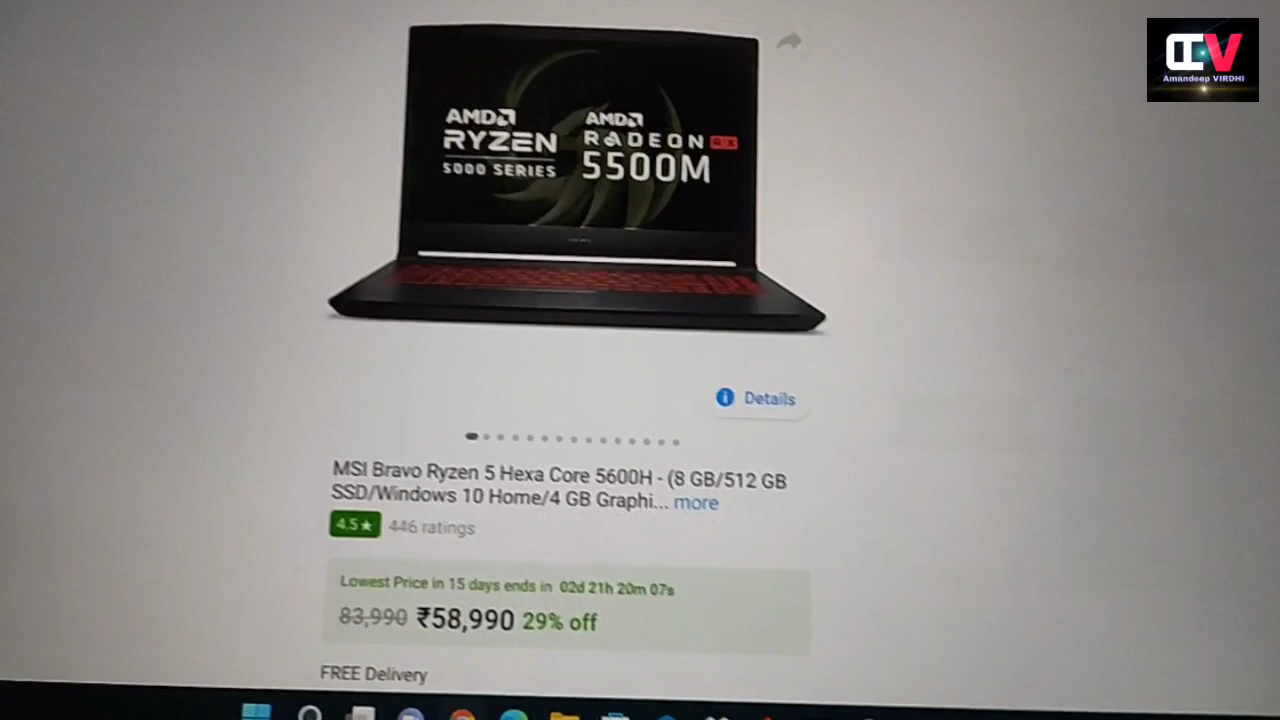 AMD
RYZEN
5000 SERIES
AMD
RADEON RX
5500M
Amandeep VIRDHI
Details
MSI Bravo Ryzen 5 Hexa Core 5600H - (8 GB/512 GB
SSD/Windows 10 Home/4 GB Graphi... more
4.5★ 446 ratings
Lowest Price in 15 days ends in 02d 21h 20m 07s
83,990 ₹58,990 29% off
FREE Delivery